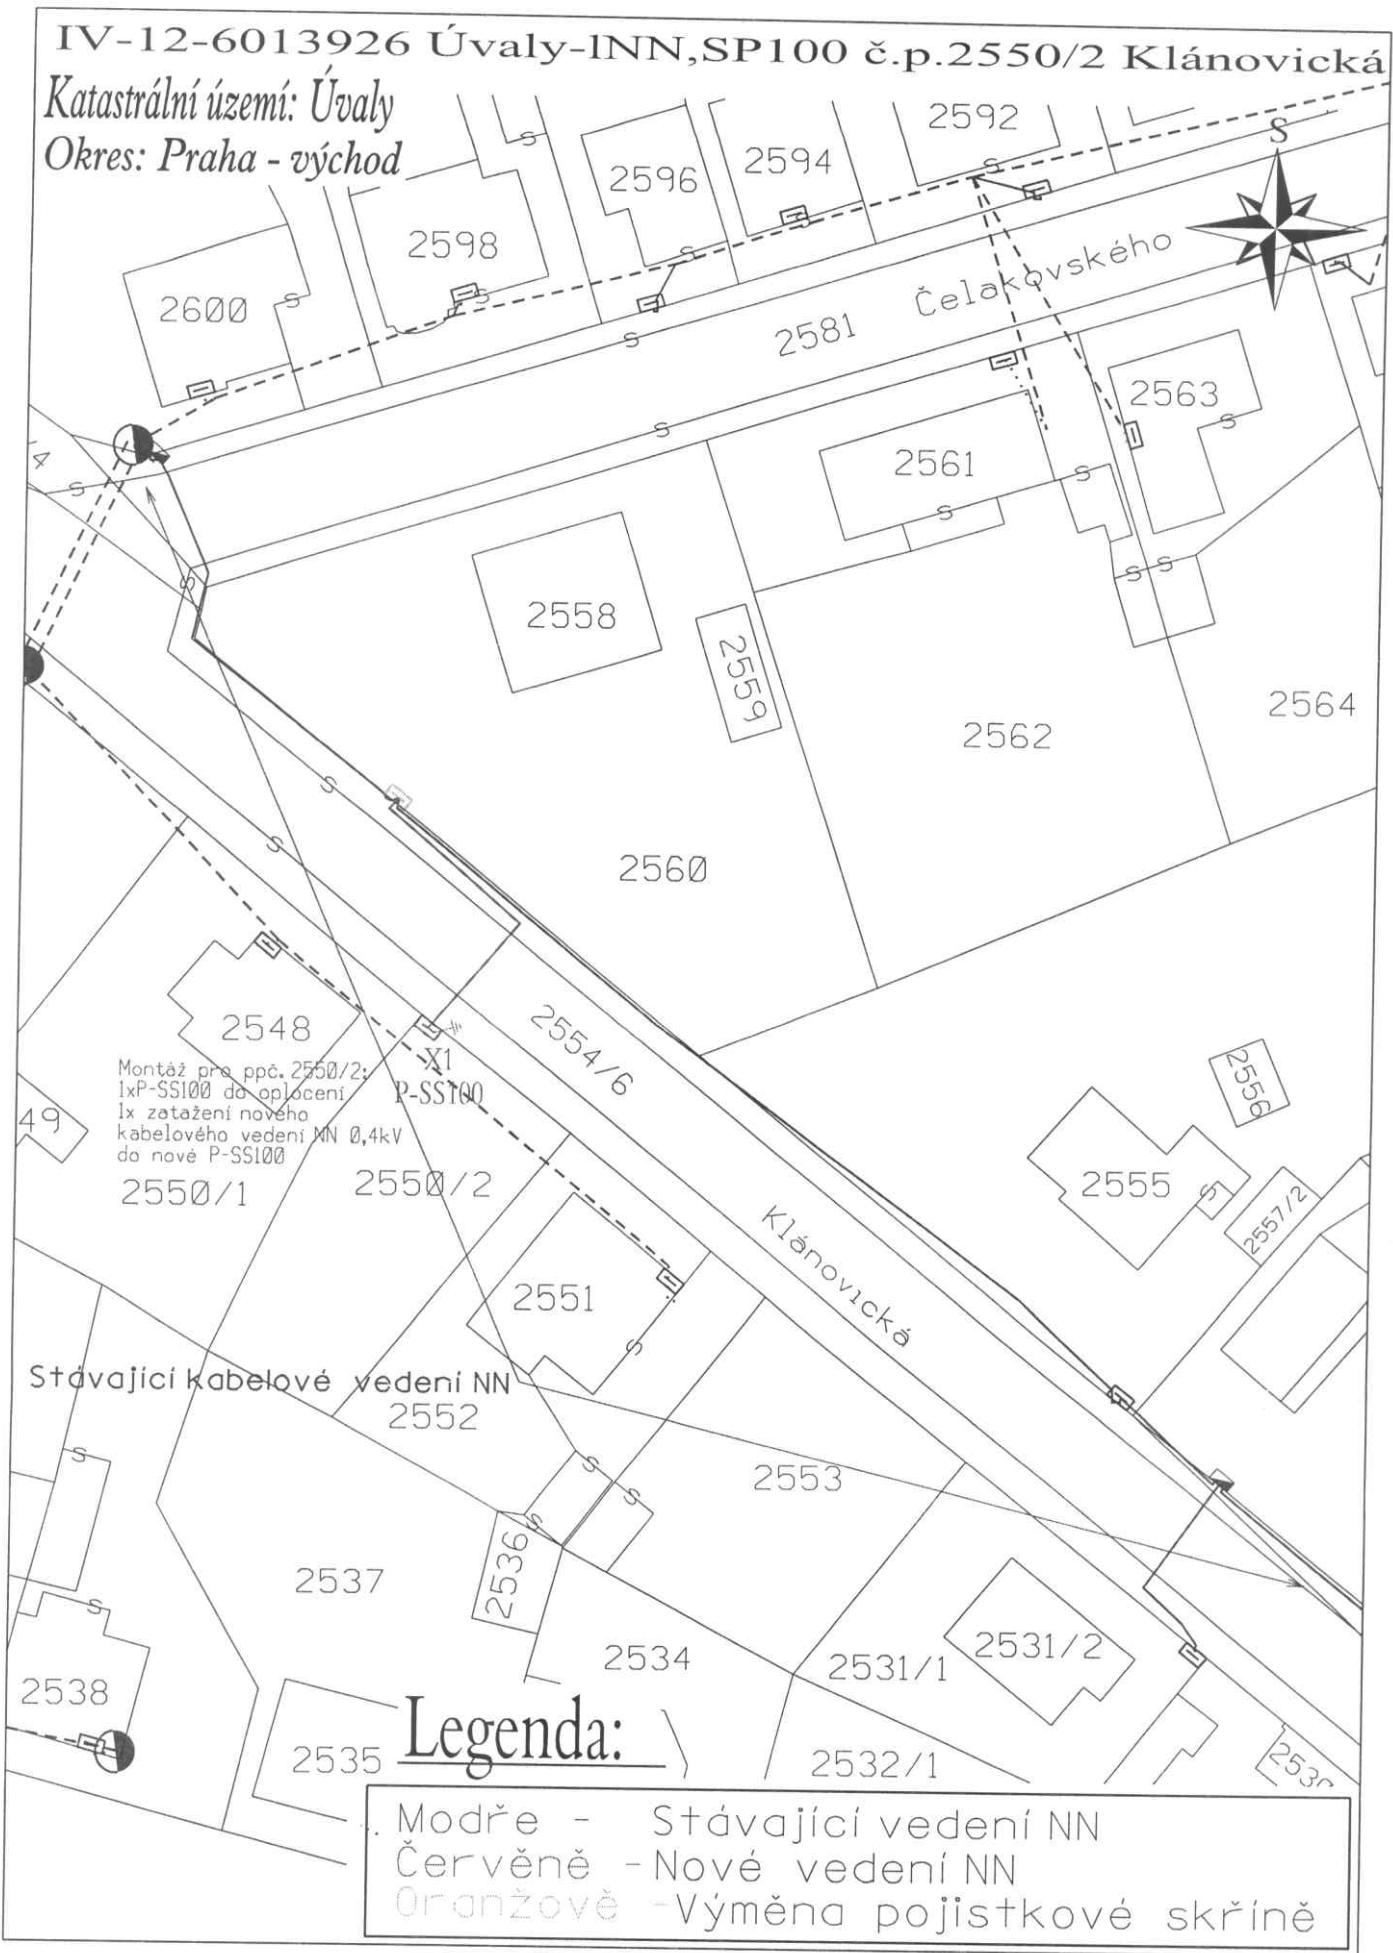 IV-12-6013926 Úvaly-1NN,SP100 č.p.2550/2 Klánovická
Katastrální území: Úvaly
Okres: Praha - východ
S
2592
2594
2596
2598
2600
Čelakovského
2581
2563
2561
4
2558
2559
2564
2562
2560
2548
2554/6
X1
P-SS100
Montáž pro ppč. 2550/2:
1xP-SS100 do oplocení
1x zatažení nového
kabelového vedení NN 0,4kV
do nové P-SS100
49
2550/1
2550/2
2556
2555
2557/2
Klánovická
2551
Stávající kabelové vedení NN
2552
2553
2536
2537
2534
2531/1
2531/2
2538
2535
2532/1
Legenda:
Modře - Stávající vedení NN
Červěně - Nové vedení NN
Oranžově - Výměna pojistkové skříně